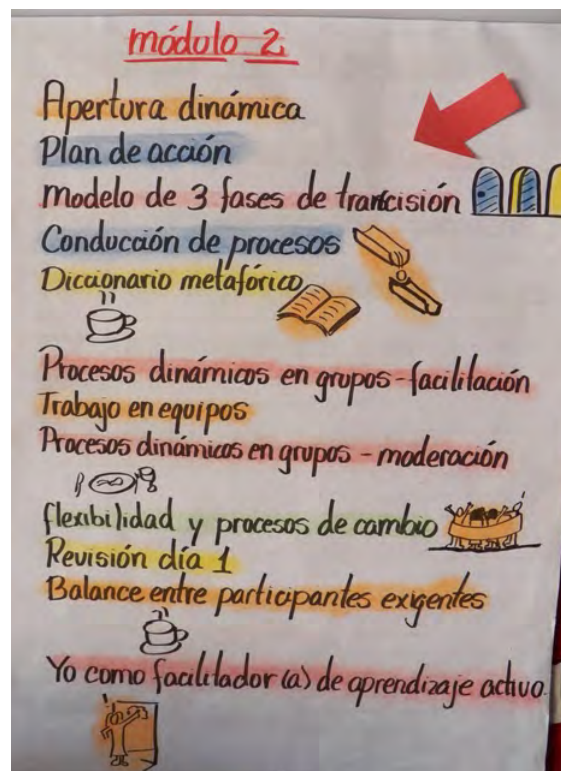 módulo 2
Apertura dinámica
Plan de acción
Modelo de 3 fases de trancisión
Conducción de procesos
Diccionario metafórico
Procesos dinámicos en grupos - facilitación
Trabajo en equipos
Procesos dinámicos en grupos - moderación
flexibilidad y procesos de cambio
Revisión día 1
Balance entre participantes exigentes
Yo como facilitador(a) de aprendizaje activo.